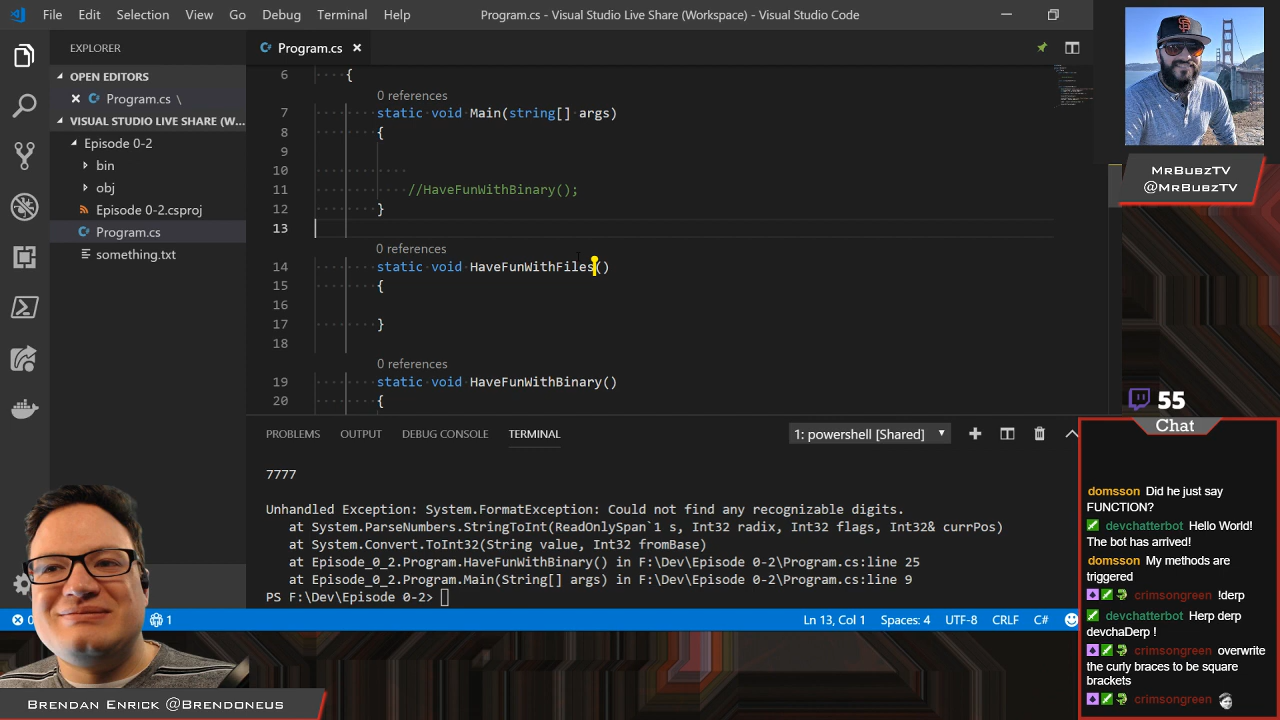 File Edit Selection View Go Debug Terminal Help
Program.cs - Visual Studio Live Share (Workspace) - Visual Studio Code
EXPLORER
OPEN EDITORS
Program.cs \
VISUAL STUDIO LIVE SHARE (W...
Episode 0-2
bin
obj
Episode 0-2.csproj
Program.cs
something.txt
Program.cs
6 {
0 references
7 static void Main(string[] args)
8 {
9
10
11 //HaveFunWithBinary();
12 }
13
0 references
14 static void HaveFunWithFiles()
15 {
16
17 }
18
0 references
19 static void HaveFunWithBinary()
20 {
PROBLEMS OUTPUT DEBUG CONSOLE TERMINAL
1: powershell [Shared]
7777
Unhandled Exception: System.FormatException: Could not find any recognizable digits.
at System.ParseNumbers.StringToInt(ReadOnlySpan`1 s, Int32 radix, Int32 flags, Int32& currPos)
at System.Convert.ToInt32(String value, Int32 fromBase)
at Episode_0_2.Program.HaveFunWithBinary() in F:\Dev\Episode 0-2\Program.cs:line 25
at Episode_0_2.Program.Main(String[] args) in F:\Dev\Episode 0-2\Program.cs:line 9
PS F:\Dev\Episode 0-2>
0
1
Ln 13, Col 1 Spaces: 4 UTF-8 CRLF C#
BRENDAN ENRICK @BRENDONEUS
MRBUBZTV
@MRBUBZTV
55
Chat
domsson Did he just say
FUNCTION?
devchatterbot Hello World!
The bot has arrived!
domsson My methods are
triggered
crimsongreen !derp
devchatterbot Herp derp
devchaDerp !
crimsongreen overwrite
the curly braces to be square
brackets
crimsongreen